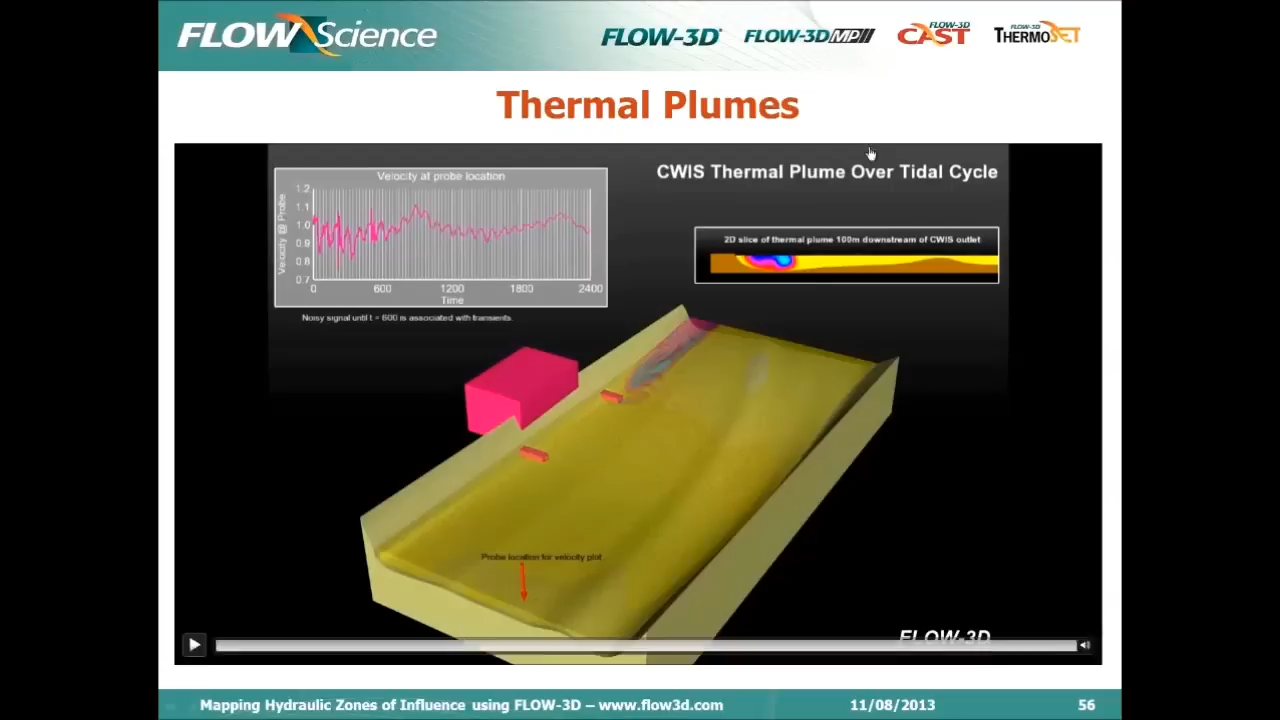 FLOW Science
FLOW-3D
FLOW-3D MP
FLOW-3D CAST
FLOW-3D THERMOSET
Thermal Plumes
Velocity at probe location
Velocity @ Probe
1.2
1.1
1.0
0.9
0.8
0.7
0 600 1200 1800 2400
Time
Noisy signal until t = 600 is associated with transients.
CWIS Thermal Plume Over Tidal Cycle
2D slice of thermal plume 100m downstream of CWIS outlet
Probe location for velocity plot
FLOW-3D
Mapping Hydraulic Zones of Influence using FLOW-3D – www.flow3d.com 11/08/2013 56